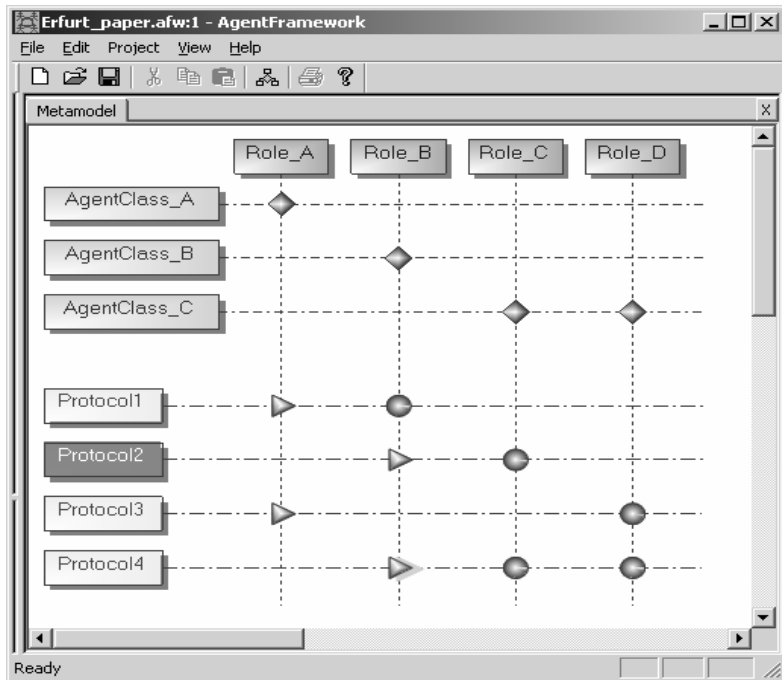 Erfurt_paper.afw:1 - AgentFramework
File Edit Project View Help
Metamodel
Role_A Role_B Role_C Role_D
AgentClass_A
AgentClass_B
AgentClass_C
Protocol1
Protocol2
Protocol3
Protocol4
Ready